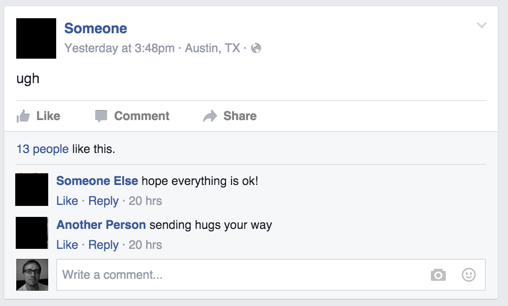 Someone
Yesterday at 3:48pm · Austin, TX ·
ugh
Like Comment Share
13 people like this.
Someone Else hope everything is ok!
Like · Reply · 20 hrs
Another Person sending hugs your way
Like · Reply · 20 hrs
Write a comment...